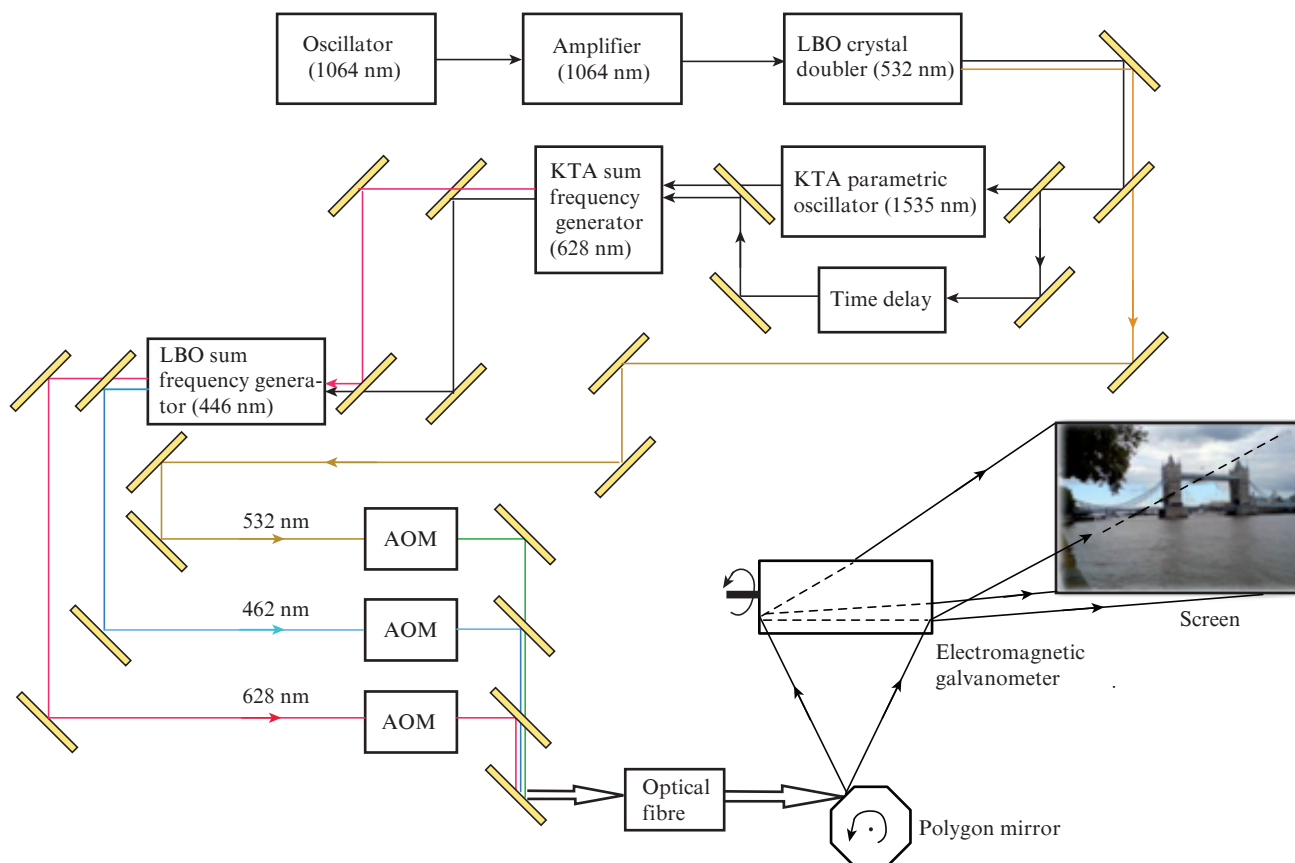 Oscillator
(1064 nm)
Amplifier
(1064 nm)
LBO crystal
doubler (532 nm)
KTA sum
frequency
generator
(628 nm)
KTA parametric
oscillator (1535 nm)
Time delay
LBO sum
frequency genera-
tor (446 nm)
532 nm
AOM
462 nm
AOM
628 nm
AOM
Screen
Electromagnetic
galvanometer
Optical
fibre
Polygon mirror